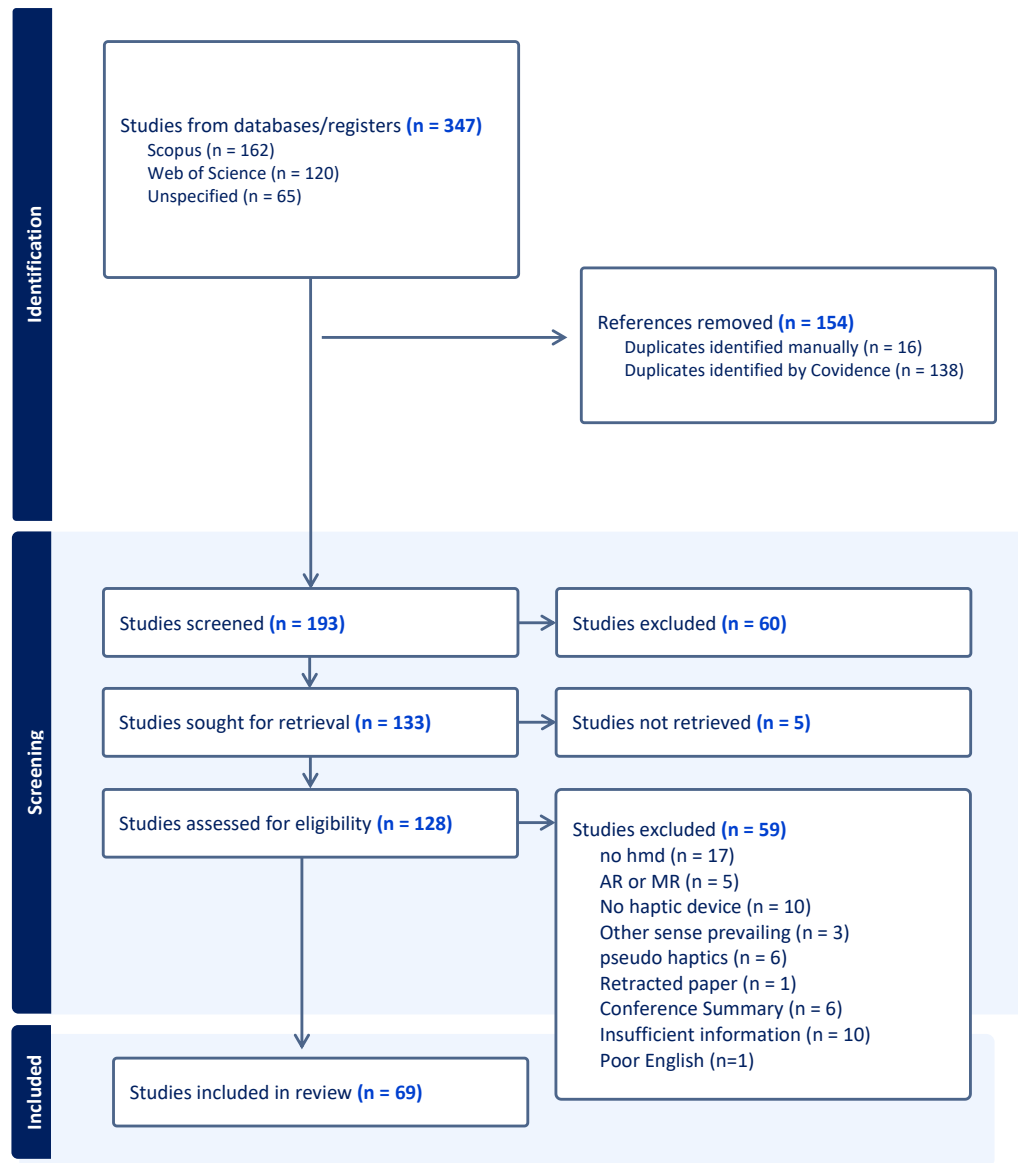 Identification
Studies from databases/registers (n = 347)
Scopus (n = 162)
Web of Science (n = 120)
Unspecified (n = 65)
References removed (n = 154)
Duplicates identified manually (n = 16)
Duplicates identified by Covidence (n = 138)
Screening
Studies screened (n = 193)
Studies excluded (n = 60)
Studies sought for retrieval (n = 133)
Studies not retrieved (n = 5)
Studies assessed for eligibility (n = 128)
Studies excluded (n = 59)
no hmd (n = 17)
AR or MR (n = 5)
No haptic device (n = 10)
Other sense prevailing (n = 3)
pseudo haptics (n = 6)
Retracted paper (n = 1)
Conference Summary (n = 6)
Insufficient information (n = 10)
Poor English (n=1)
Included
Studies included in review (n = 69)